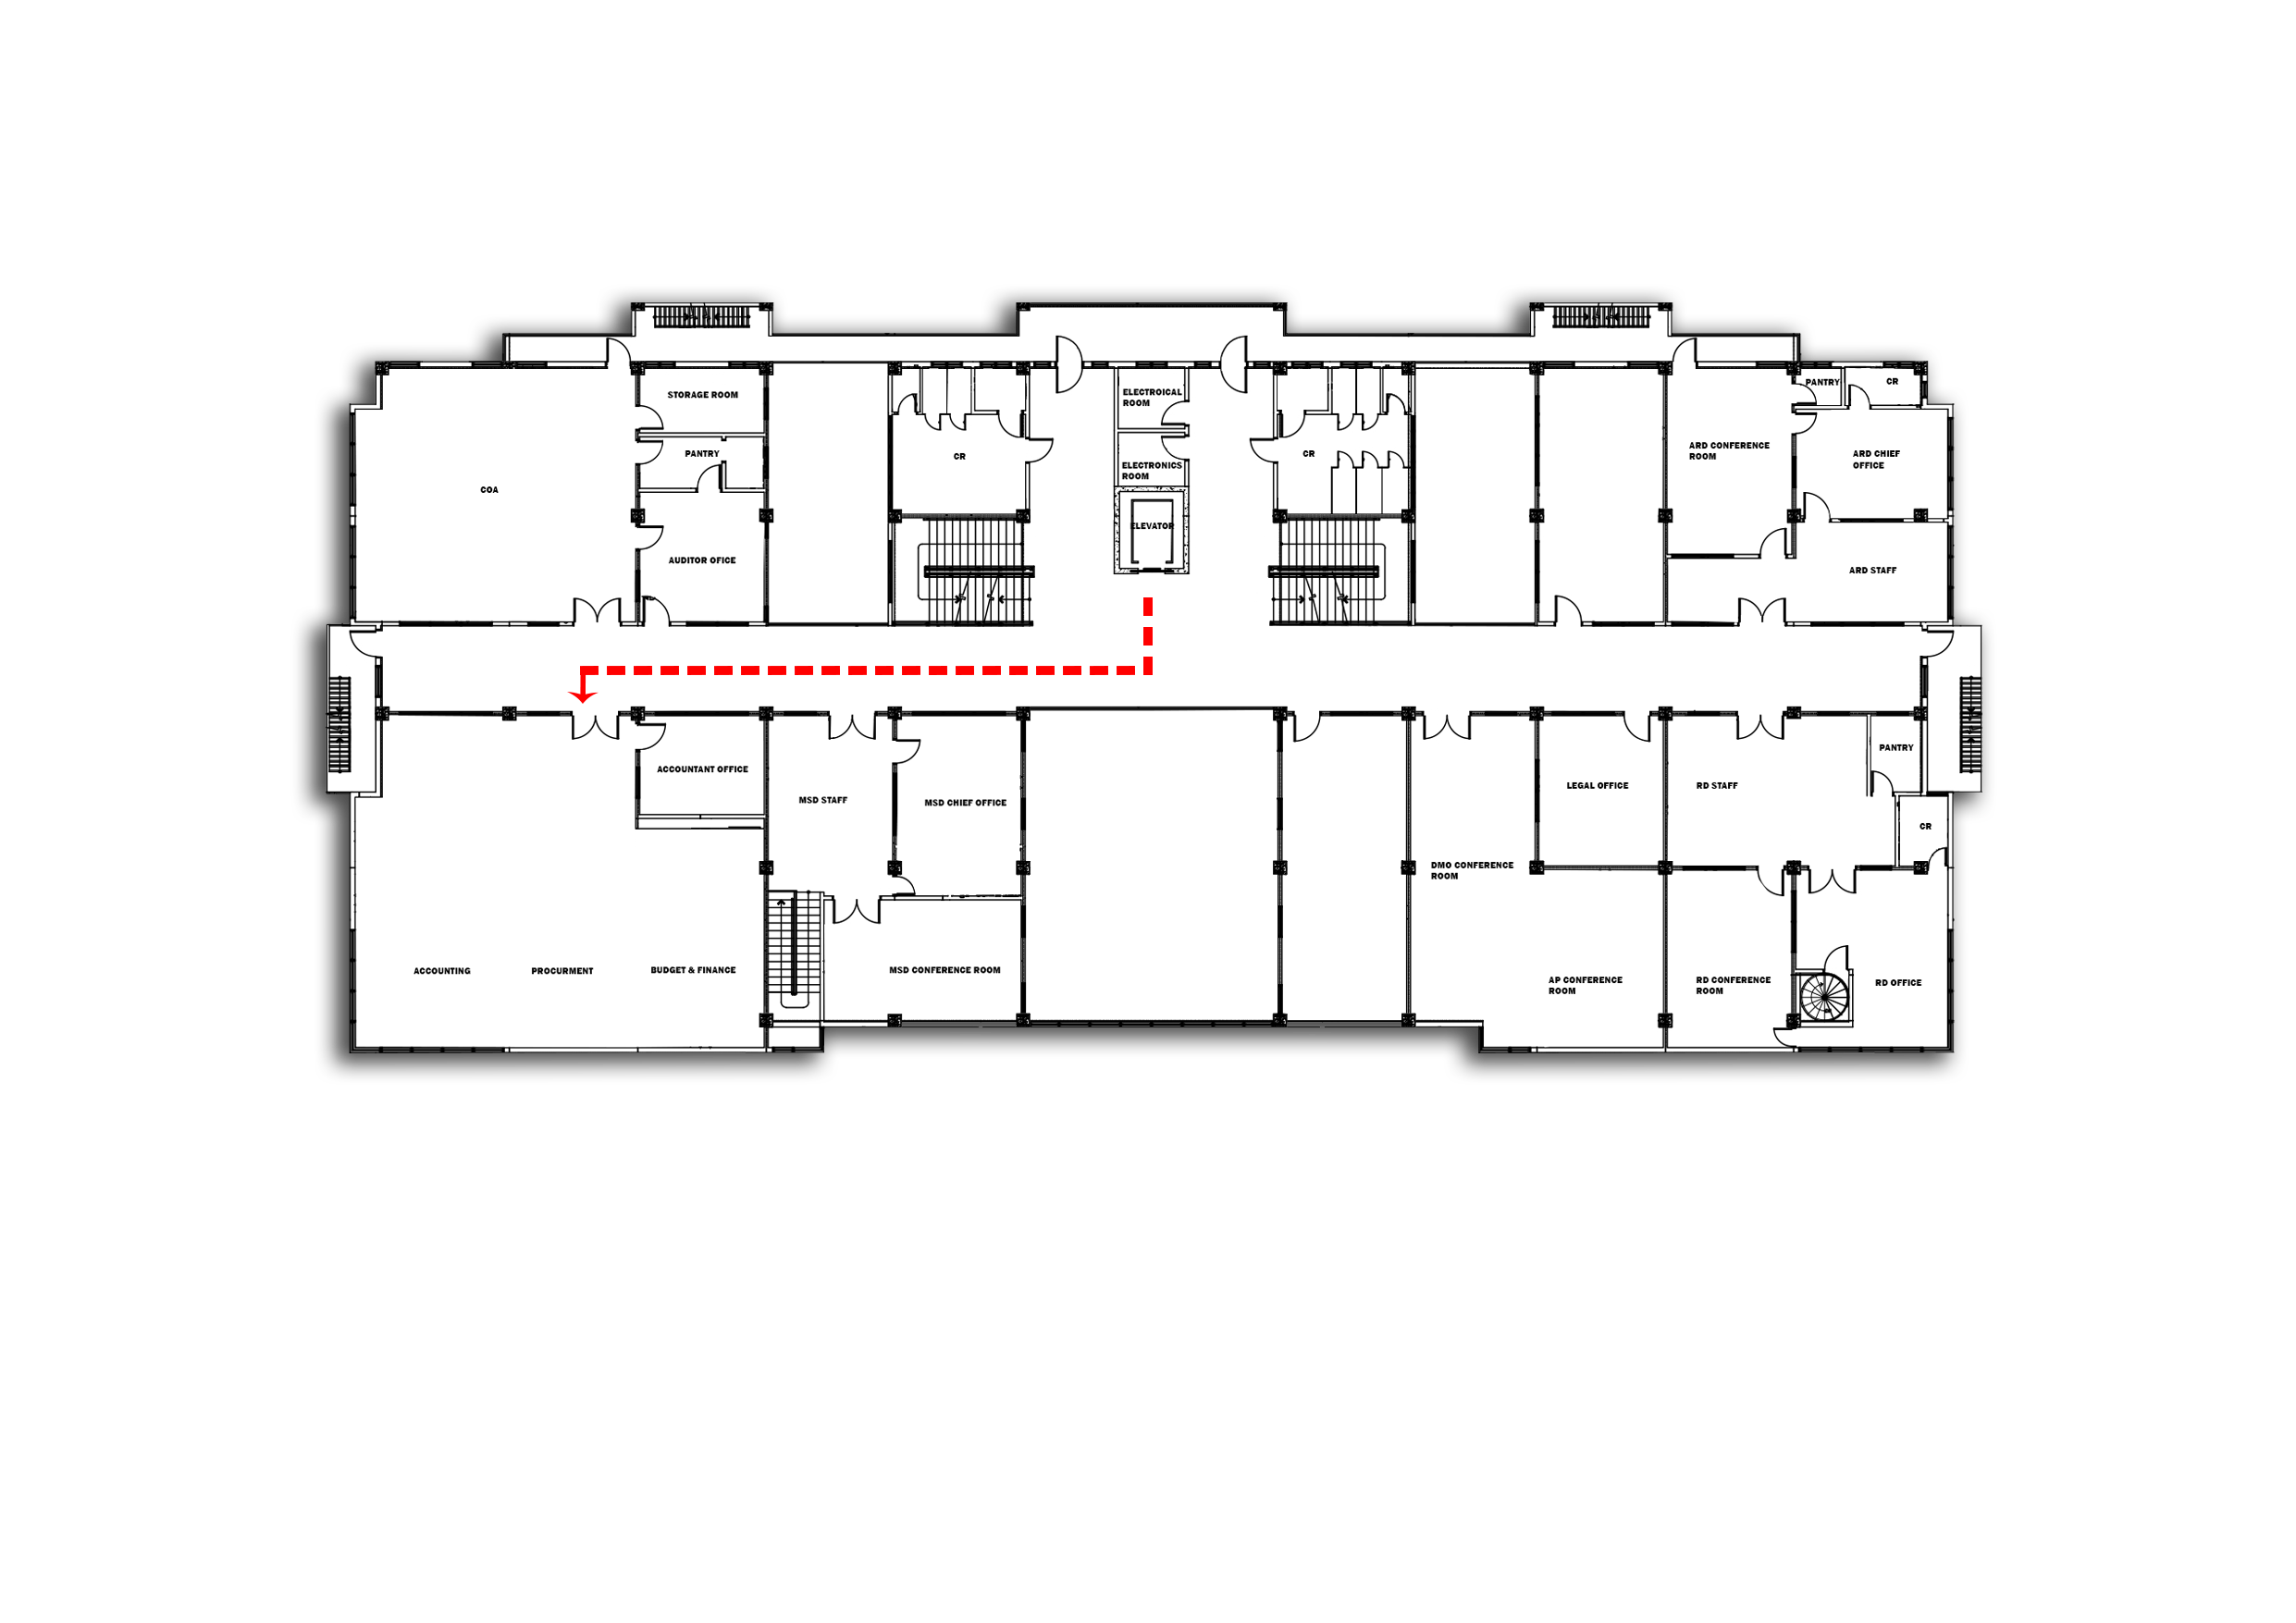 STORAGE ROOM
PANTRY
COA
AUDITOR OFICE
CR
ELECTROICAL
ROOM
ELECTRONICS
ROOM
ELEVATOR
CR
ARD CONFERENCE
ROOM
PANTRY
CR
ARD CHIEF
OFFICE
ARD STAFF
ACCOUNTANT OFFICE
MSD STAFF
MSD CHIEF OFFICE
LEGAL OFFICE
RD STAFF
PANTRY
CR
DMO CONFERENCE
ROOM
ACCOUNTING
PROCURMENT
BUDGET & FINANCE
MSD CONFERENCE ROOM
AP CONFERENCE
ROOM
RD CONFERENCE
ROOM
RD OFFICE